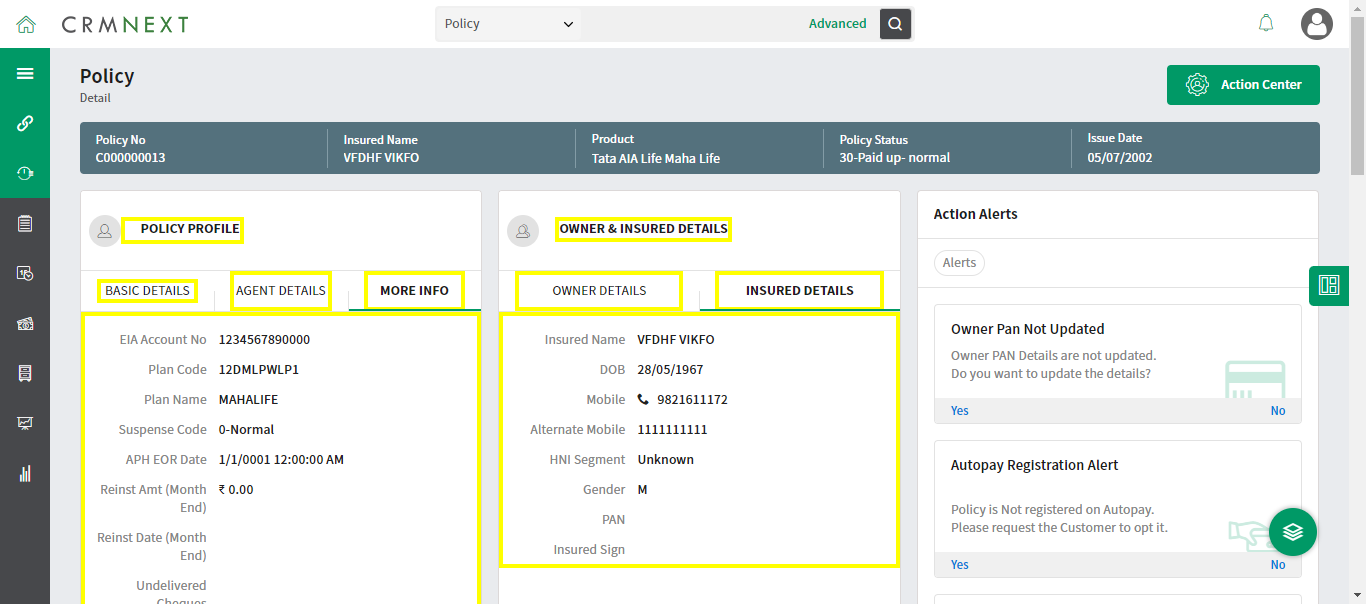 CRMNEXT
Policy
Advanced
Policy
Detail
Action Center
Policy No
C000000013
Insured Name
VFDHF VIKFO
Product
Tata AIA Life Maha Life
Policy Status
30-Paid up- normal
Issue Date
05/07/2002
POLICY PROFILE
BASIC DETAILS
AGENT DETAILS
MORE INFO
EIA Account No 1234567890000
Plan Code 12DMLPWLP1
Plan Name MAHALIFE
Suspense Code 0-Normal
APH EOR Date 1/1/0001 12:00:00 AM
Reinst Amt (Month ₹ 0.00
End)
Reinst Date (Month
End)
Undelivered
Cheques
OWNER & INSURED DETAILS
OWNER DETAILS
INSURED DETAILS
Insured Name VFDHF VIKFO
DOB 28/05/1967
Mobile 9821611172
Alternate Mobile 1111111111
HNI Segment Unknown
Gender M
PAN
Insured Sign
Action Alerts
Alerts
Owner Pan Not Updated
Owner PAN Details are not updated.
Do you want to update the details?
Yes No
Autopay Registration Alert
Policy is Not registered on Autopay.
Please request the Customer to opt it.
Yes No